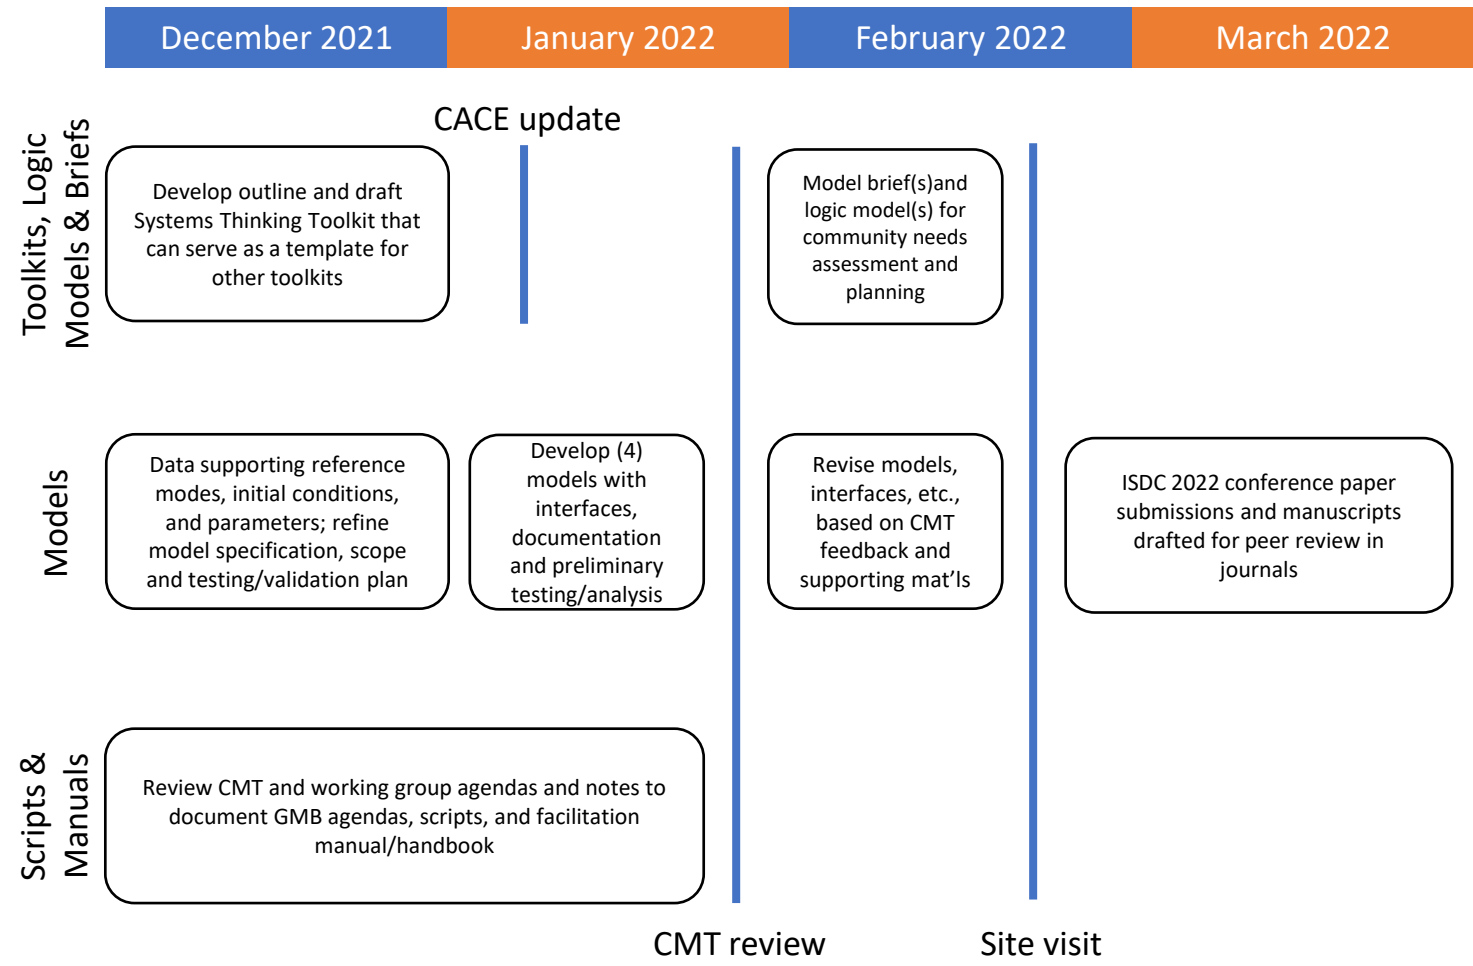 December 2021
January 2022
February 2022
March 2022
CACE update
Toolkits, Logic
Models & Briefs
Develop outline and draft
Systems Thinking Toolkit that
can serve as a template for
other toolkits
Model brief(s)and
logic model(s) for
community needs
assessment and
planning
Models
Data supporting reference
modes, initial conditions,
and parameters; refine
model specification, scope
and testing/validation plan
Develop (4)
models with
interfaces,
documentation
and preliminary
testing/analysis
Revise models,
interfaces, etc.,
based on CMT
feedback and
supporting mat’ls
ISDC 2022 conference paper
submissions and manuscripts
drafted for peer review in
journals
Scripts &
Manuals
Review CMT and working group agendas and notes to
document GMB agendas, scripts, and facilitation
manual/handbook
CMT review
Site visit